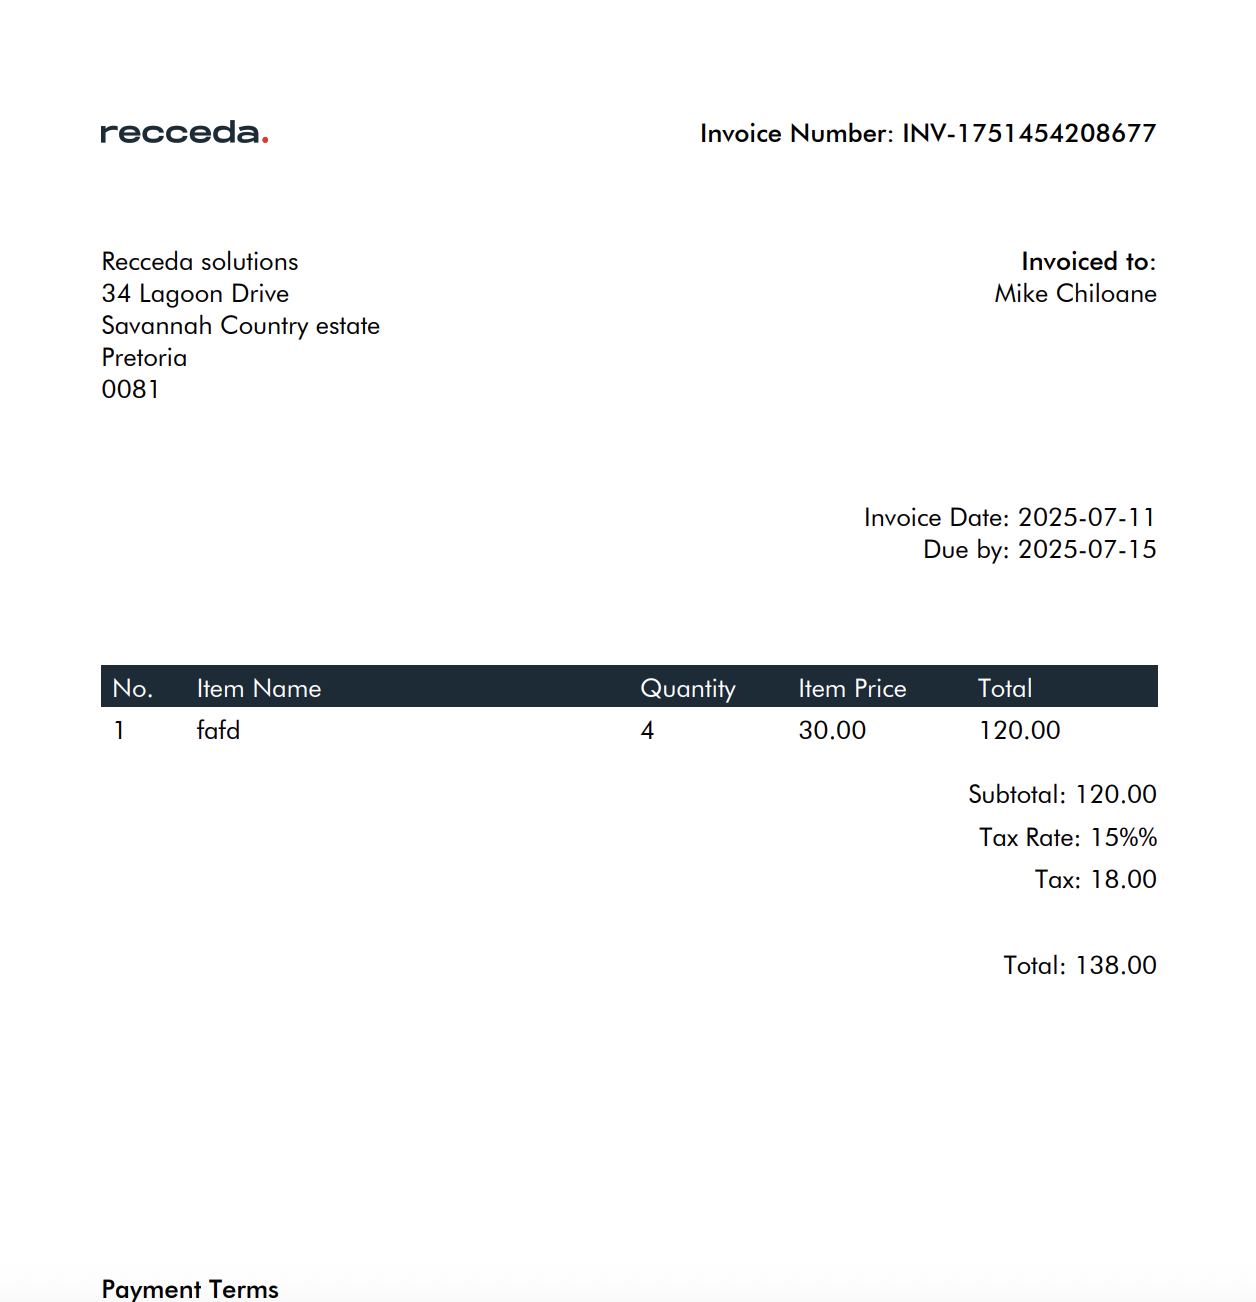 recceda.
Invoice Number: INV-1751454208677
Recceda solutions
34 Lagoon Drive
Savannah Country estate
Pretoria
0081
Invoiced to:
Mike Chiloane
Invoice Date: 2025-07-11
Due by: 2025-07-15
No. Item Name Quantity Item Price Total
1 fafd 4 30.00 120.00
Subtotal: 120.00
Tax Rate: 15%%
Tax: 18.00
Total: 138.00
Payment Terms